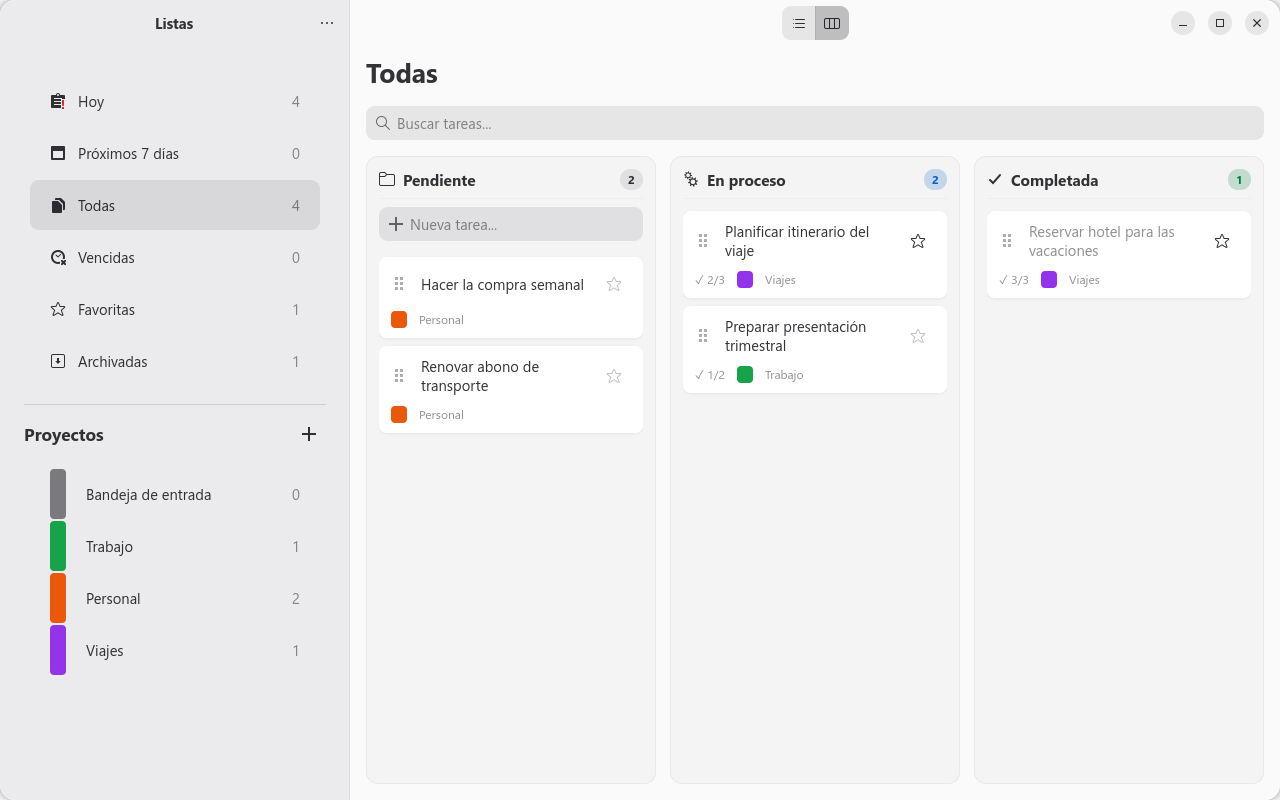 Listas
Hoy 4
Próximos 7 días 0
Todas 4
Vencidas 0
Favoritas 1
Archivadas 1
Proyectos
Bandeja de entrada 0
Trabajo 1
Personal 2
Viajes 1
Todas
Buscar tareas...
Pendiente 2
Nueva tarea...
Hacer la compra semanal
Personal
Renovar abono de
transporte
Personal
En proceso 2
Planificar itinerario del
viaje
✓ 2/3 Viajes
Preparar presentación
trimestral
✓ 1/2 Trabajo
Completada 1
Reservar hotel para las
vacaciones
✓ 3/3 Viajes